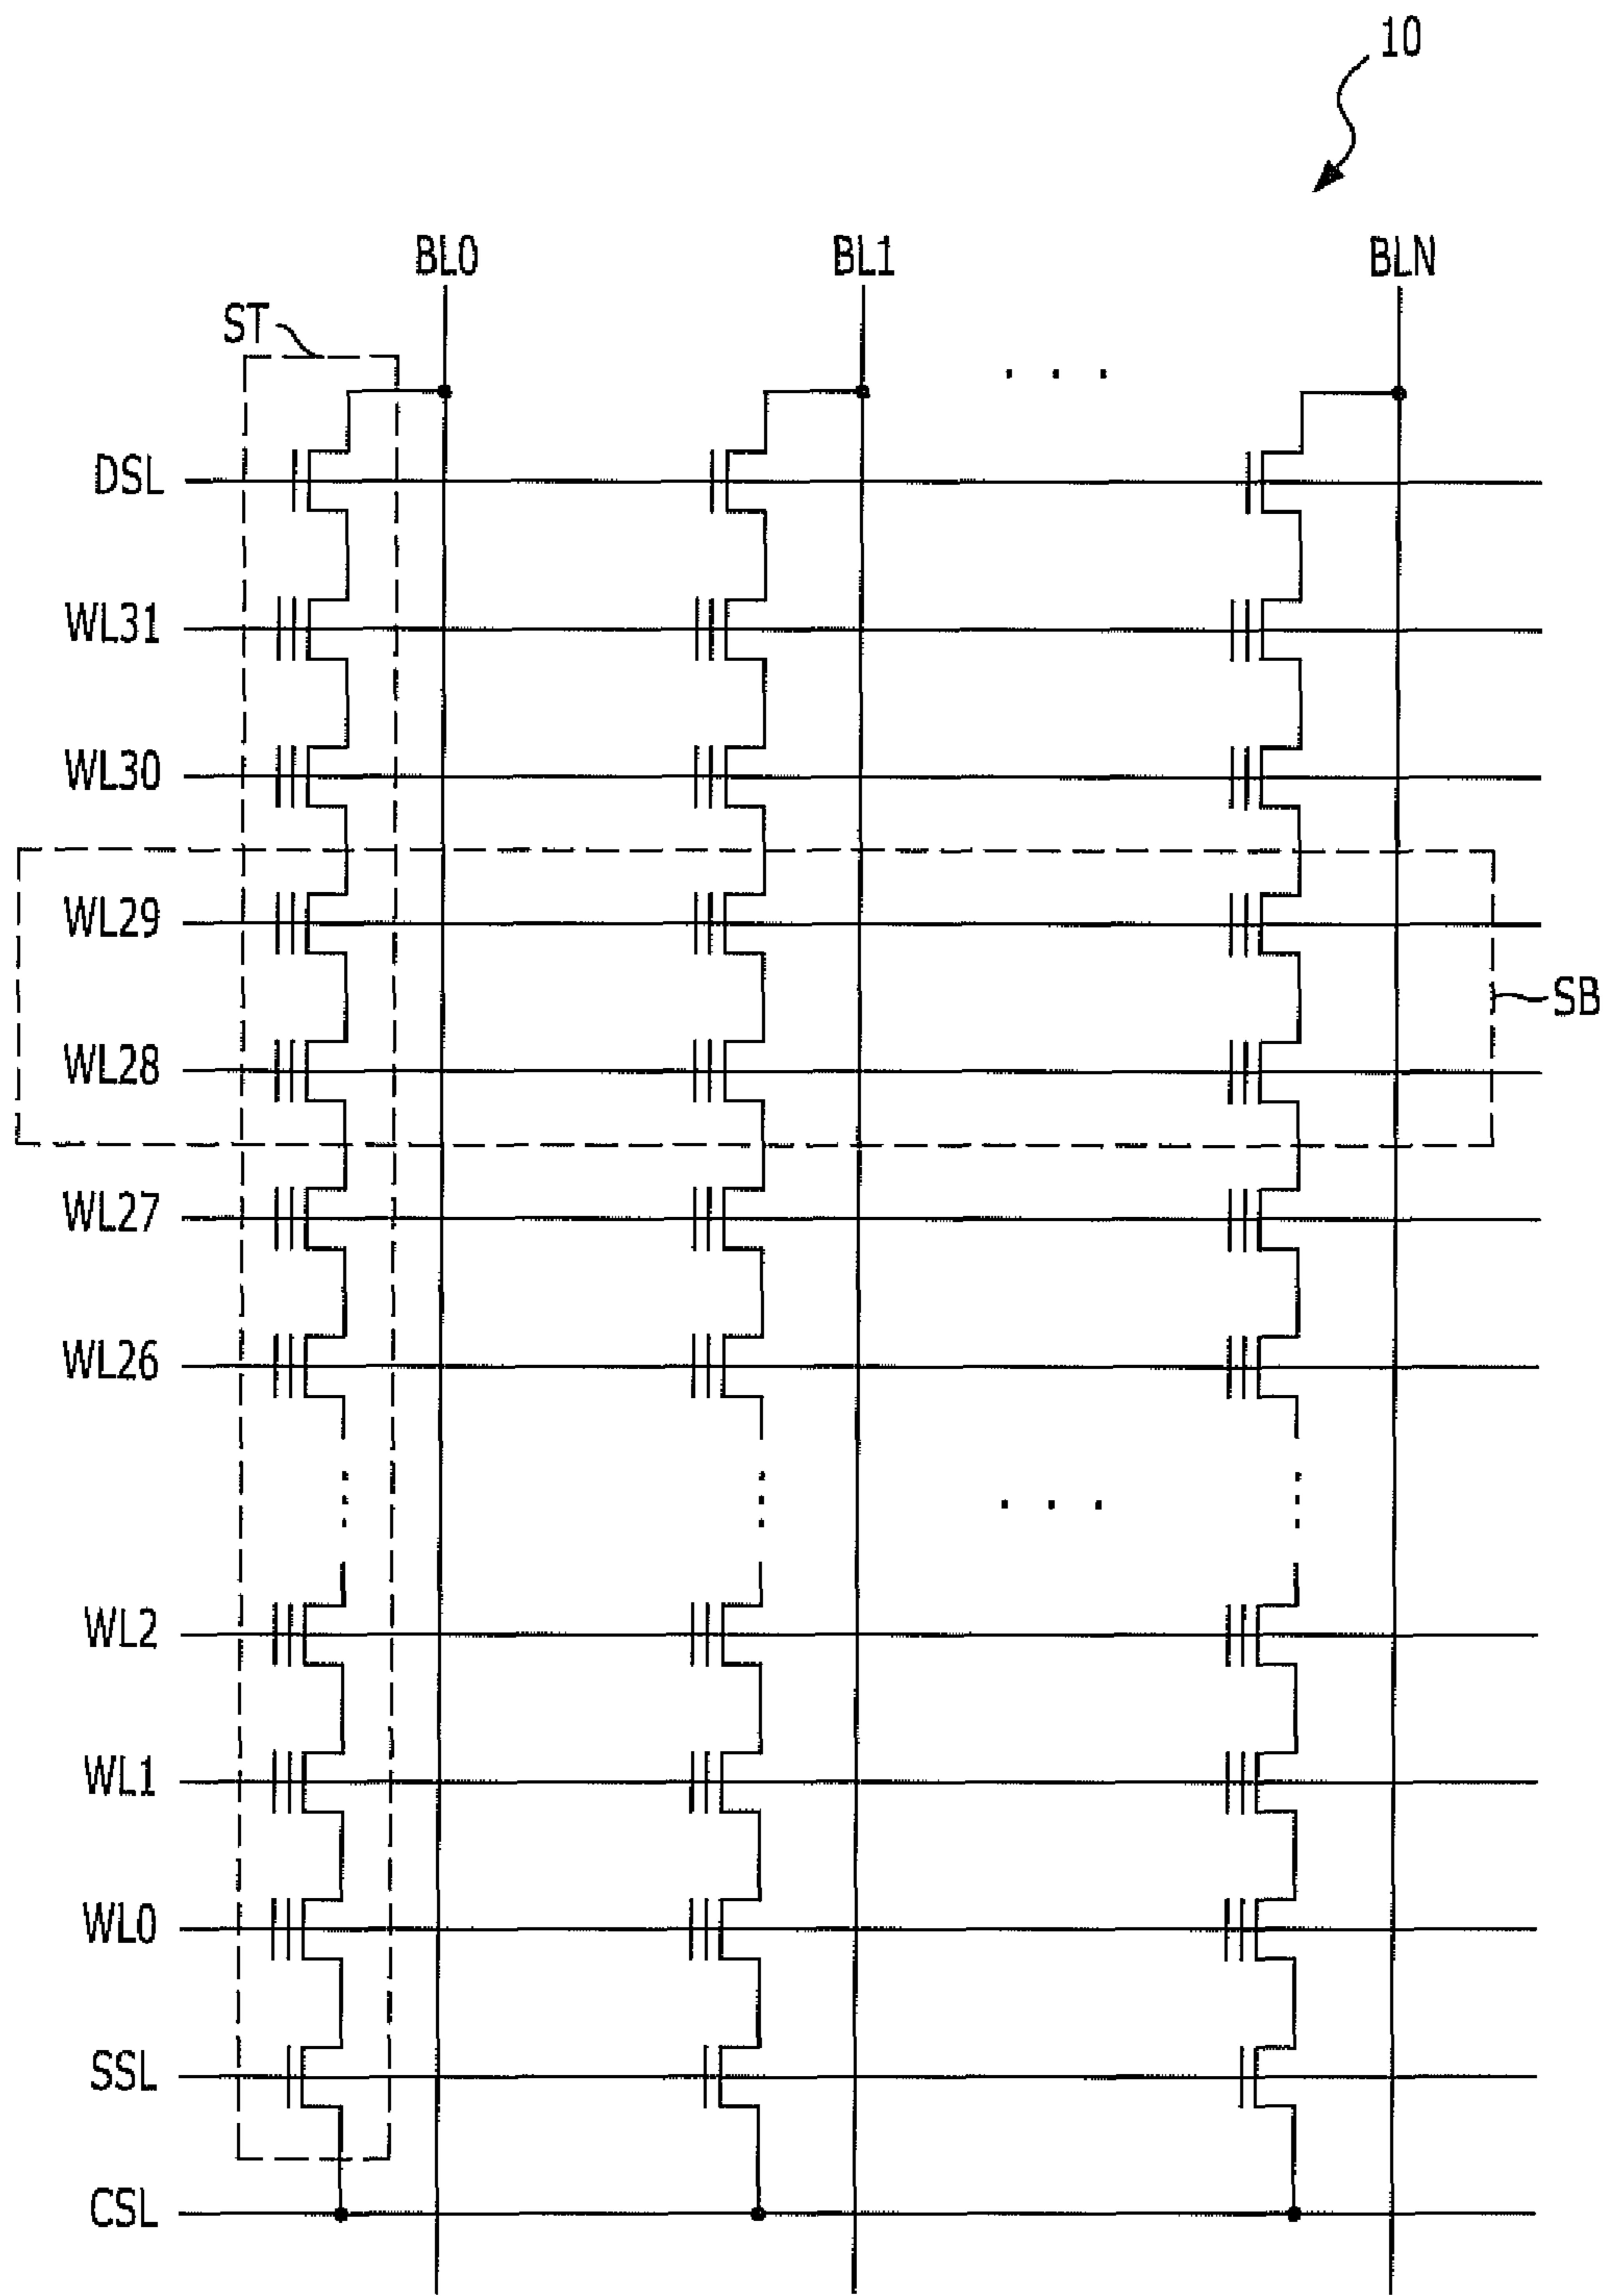 10
BL0 BL1 BLN
ST
. . .
DSL
WL31
WL30
WL29
SB
WL28
WL27
WL26
. . .
WL2
WL1
WL0
SSL
CSL